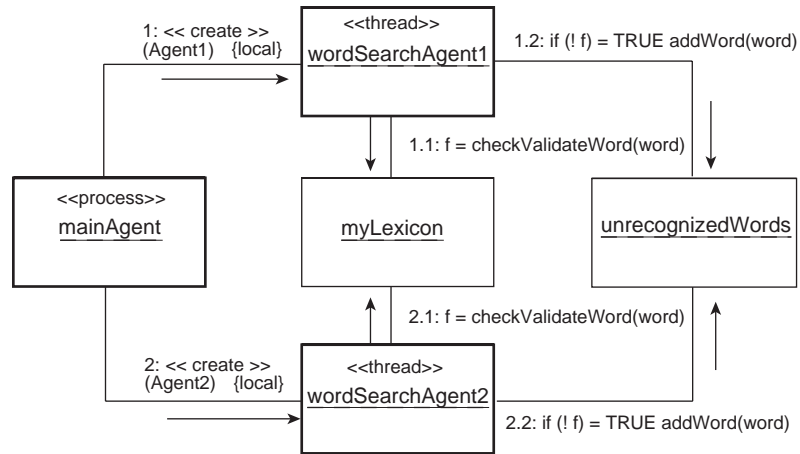 1: << create >>
(Agent1) {local}
<<thread>>
wordSearchAgent1
1.2: if (! f) = TRUE addWord(word)
1.1: f = checkValidateWord(word)
<<process>>
mainAgent
myLexicon
unrecognizedWords
2.1: f = checkValidateWord(word)
2: << create >>
(Agent2) {local}
<<thread>>
wordSearchAgent2
2.2: if (! f) = TRUE addWord(word)